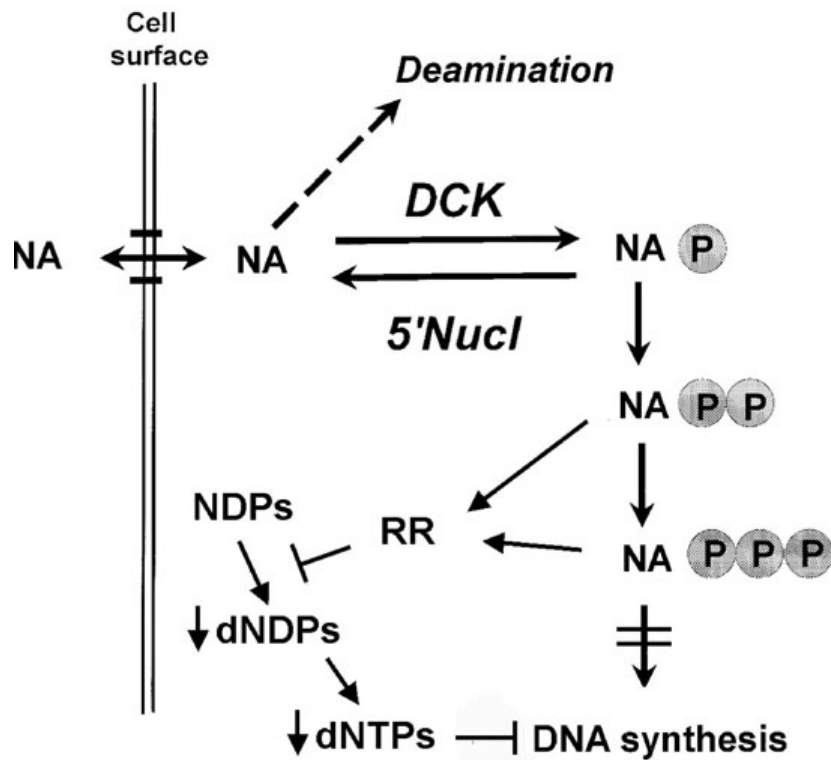 Cell
surface
Deamination
DCK
NA
NA
NA P
5'Nucl
NA P P
NDPs
RR
NA P P P
dNDPs
dNTPs
DNA synthesis